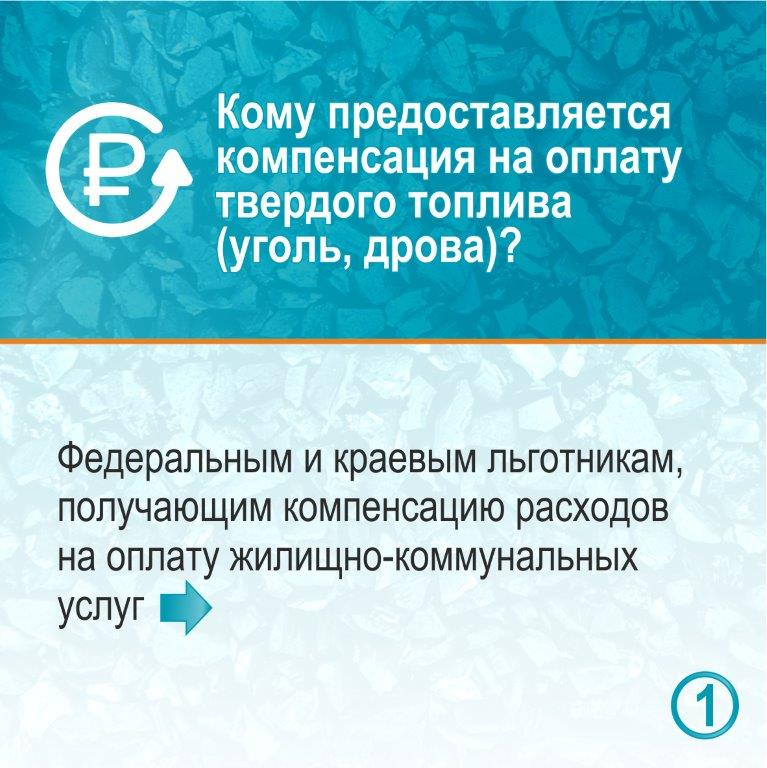 Кому предоставляется
компенсация на оплату
твердого топлива
(уголь, дрова)?
Федеральным и краевым льготникам,
получающим компенсацию расходов
на оплату жилищно-коммунальных
услуг
1